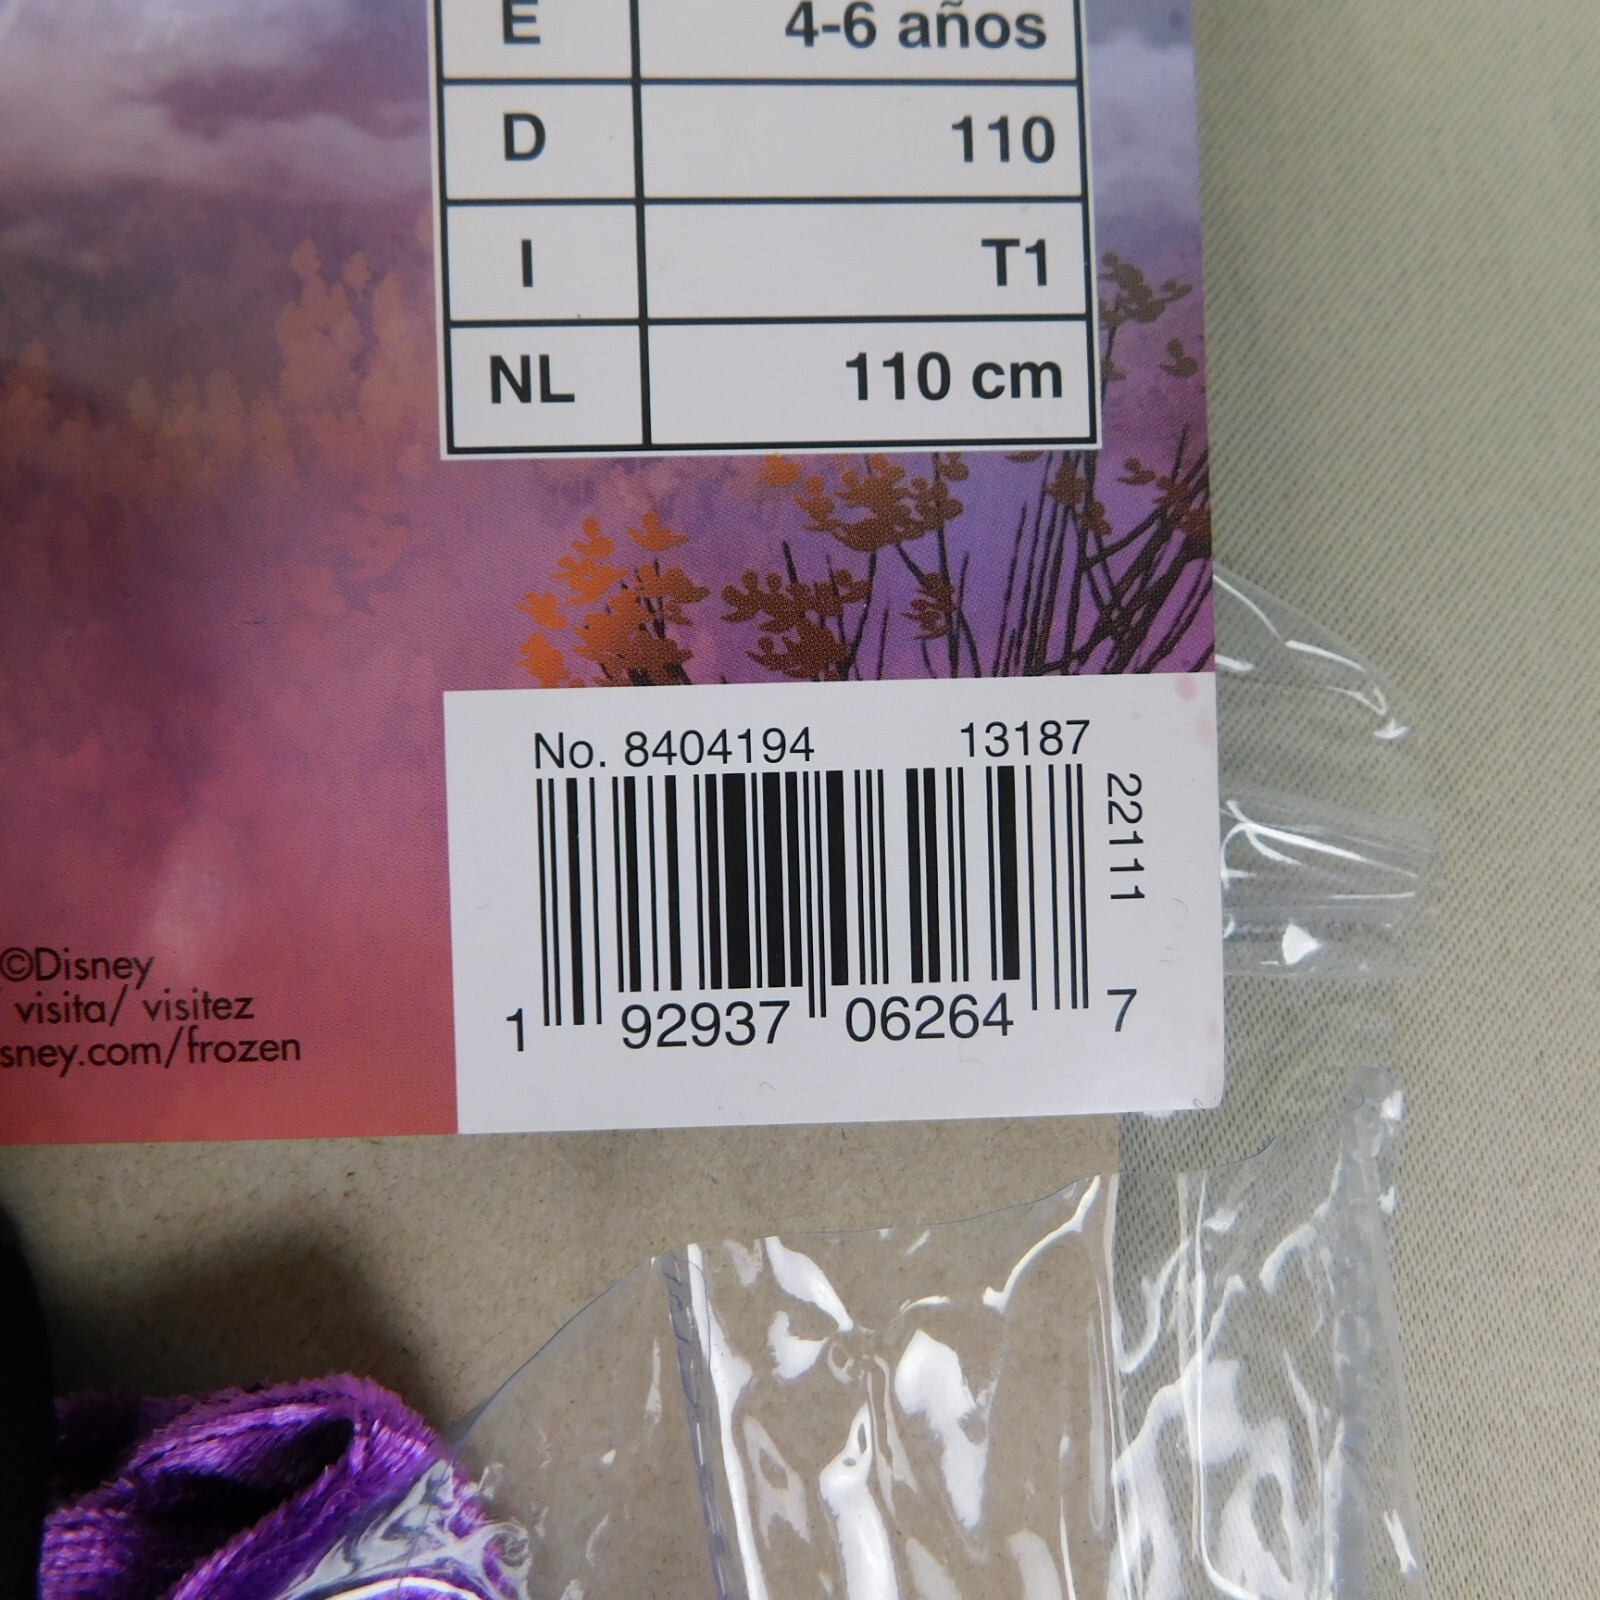 E 4-6 años
D 110
I T1
NL 110 cm
No. 8404194 13187
22111
1 92937 06264 7
©Disney
visita/ visitez
sney.com/frozen